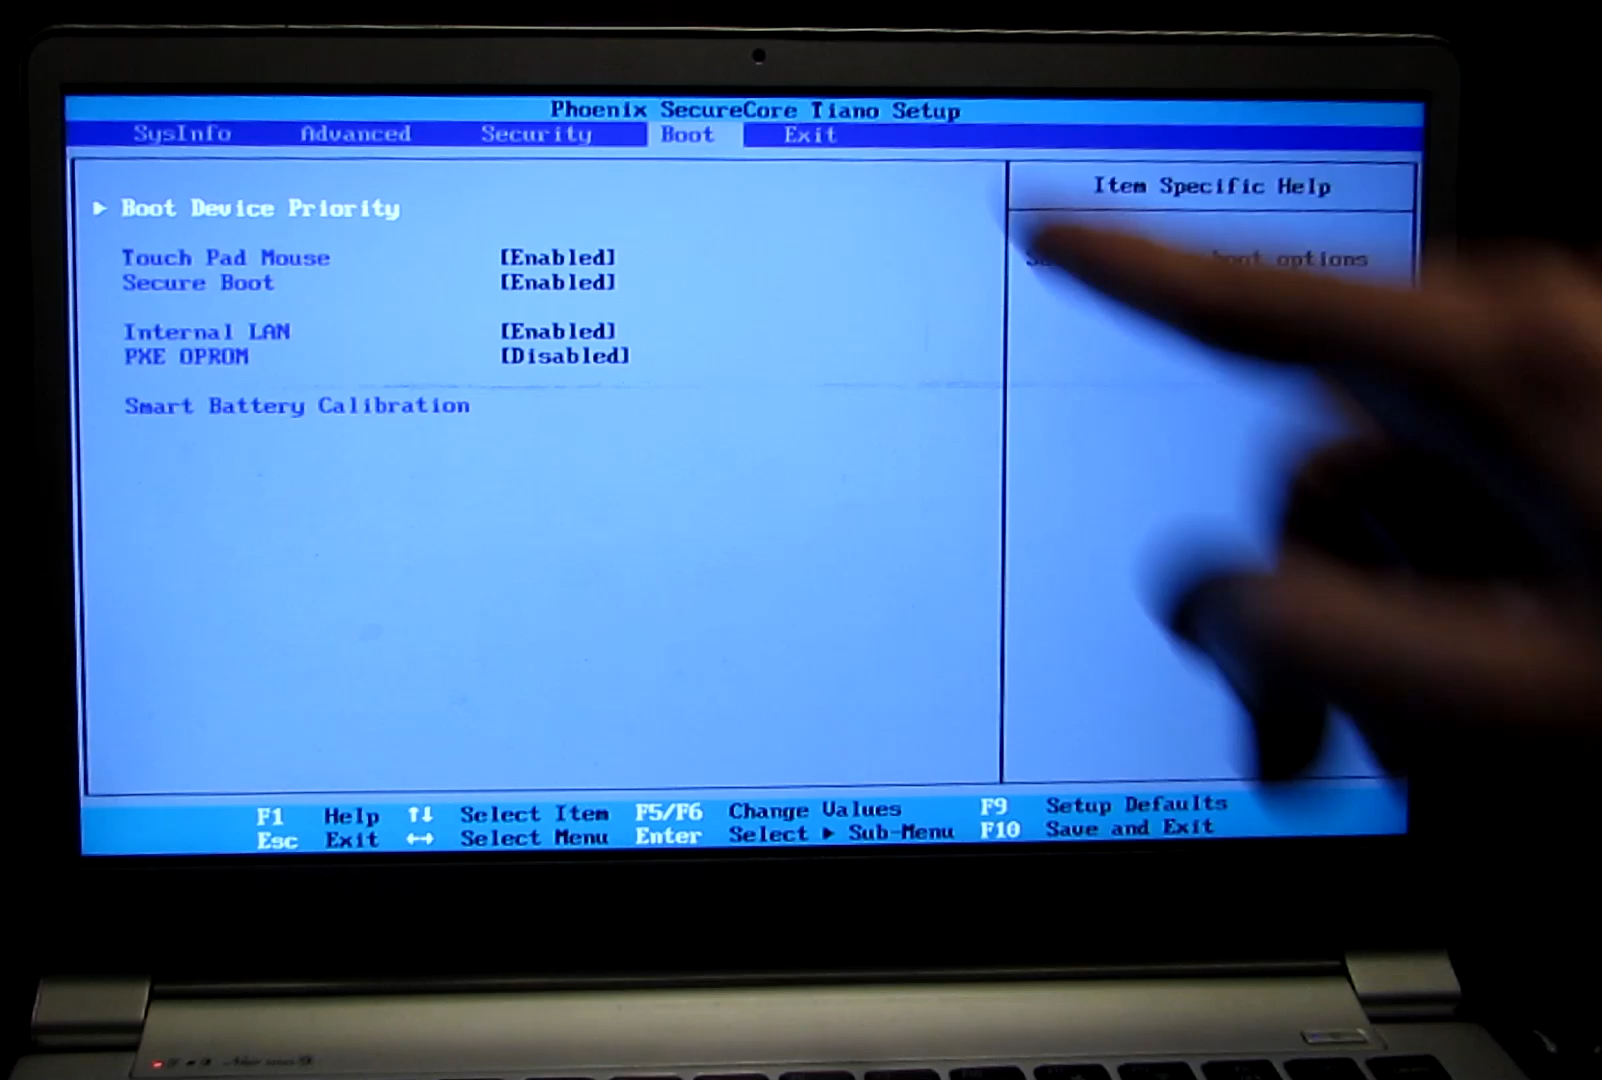 Phoenix SecureCore Tiano Setup
SysInfo Advanced Security Boot Exit
Item Specific Help
▶ Boot Device Priority
boot options
Touch Pad Mouse [Enabled]
Secure Boot [Enabled]
Internal LAN [Enabled]
PXE OPROM [Disabled]
Smart Battery Calibration
F1 Help ↑↓ Select Item F5/F6 Change Values F9 Setup Defaults
Esc Exit ↔ Select Menu Enter Select ▶ Sub-Menu F10 Save and Exit